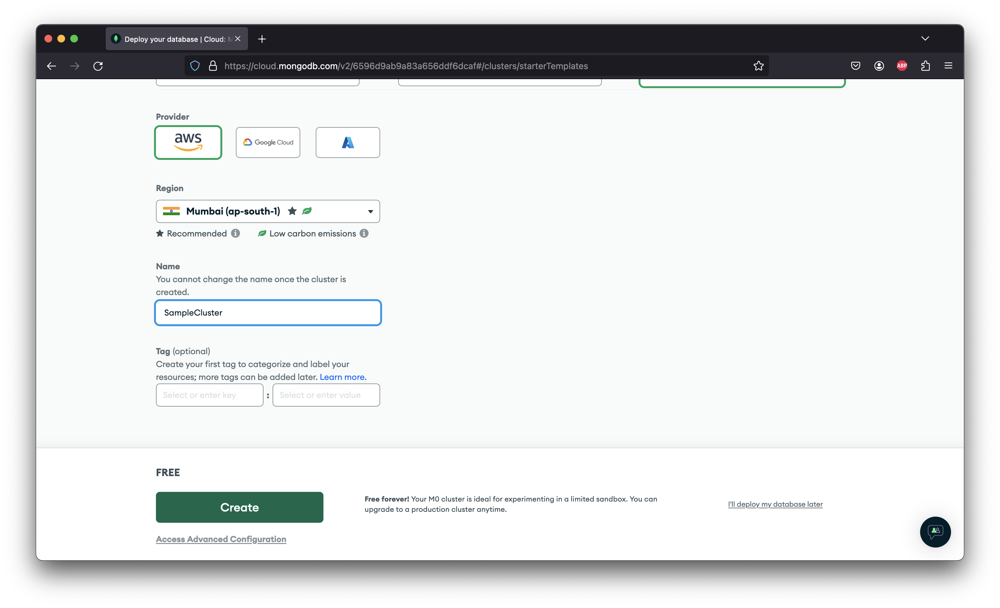 Deploy your database | Cloud: M
https://cloud.mongodb.com/v2/6596d9ab9a83a656ddf6dcaf#/clusters/starterTemplates
ABP
Provider
aws
Google Cloud
Region
Mumbai (ap-south-1)
Recommended
Low carbon emissions
Name
You cannot change the name once the cluster is
created.
SampleCluster
Tag (optional)
Create your first tag to categorize and label your
resources; more tags can be added later. Learn more.
Select or enter key : Select or enter value
FREE
Create
Free forever! Your M0 cluster is ideal for experimenting in a limited sandbox. You can
upgrade to a production cluster anytime.
I'll deploy my database later
Access Advanced Configuration